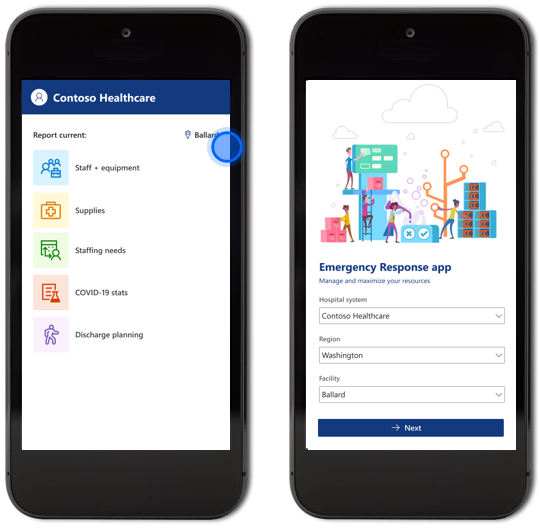 Contoso Healthcare
Report current:
Ballard
Staff + equipment
Supplies
Staffing needs
COVID-19 stats
Discharge planning
Emergency Response app
Manage and maximize your resources
Hospital system
Contoso Healthcare
Region
Washington
Facility
Ballard
→ Next